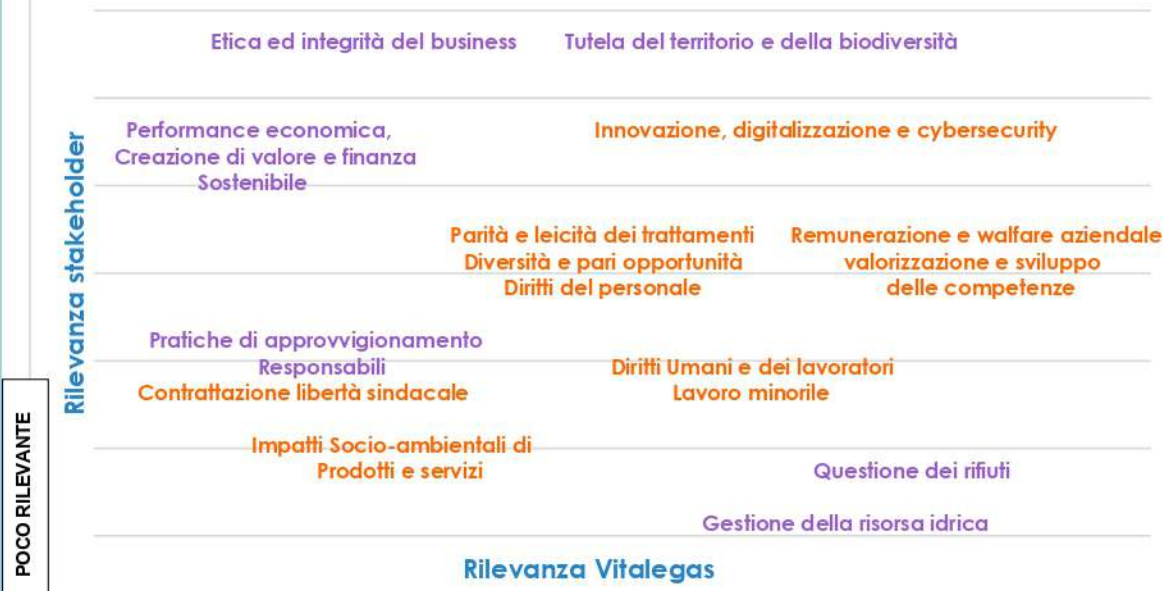 Etica ed integrità del business
Tutela del territorio e della biodiversità
Performance economica,
Creazione di valore e finanza
Sostenibile
Innovazione, digitalizzazione e cybersecurity
Parità e leicità dei trattamenti
Diversità e pari opportunità
Diritti del personale
Remunerazione e walfare aziendale
valorizzazione e sviluppo
delle competenze
Pratiche di approvvigionamento
Responsabili
Contrattazione libertà sindacale
Diritti Umani e dei lavoratori
Lavoro minorile
Impatti Socio-ambientali di
Prodotti e servizi
Questione dei rifiuti
Gestione della risorsa idrica
Rilevanza stakeholder
POCO RILEVANTE
Rilevanza Vitalegas